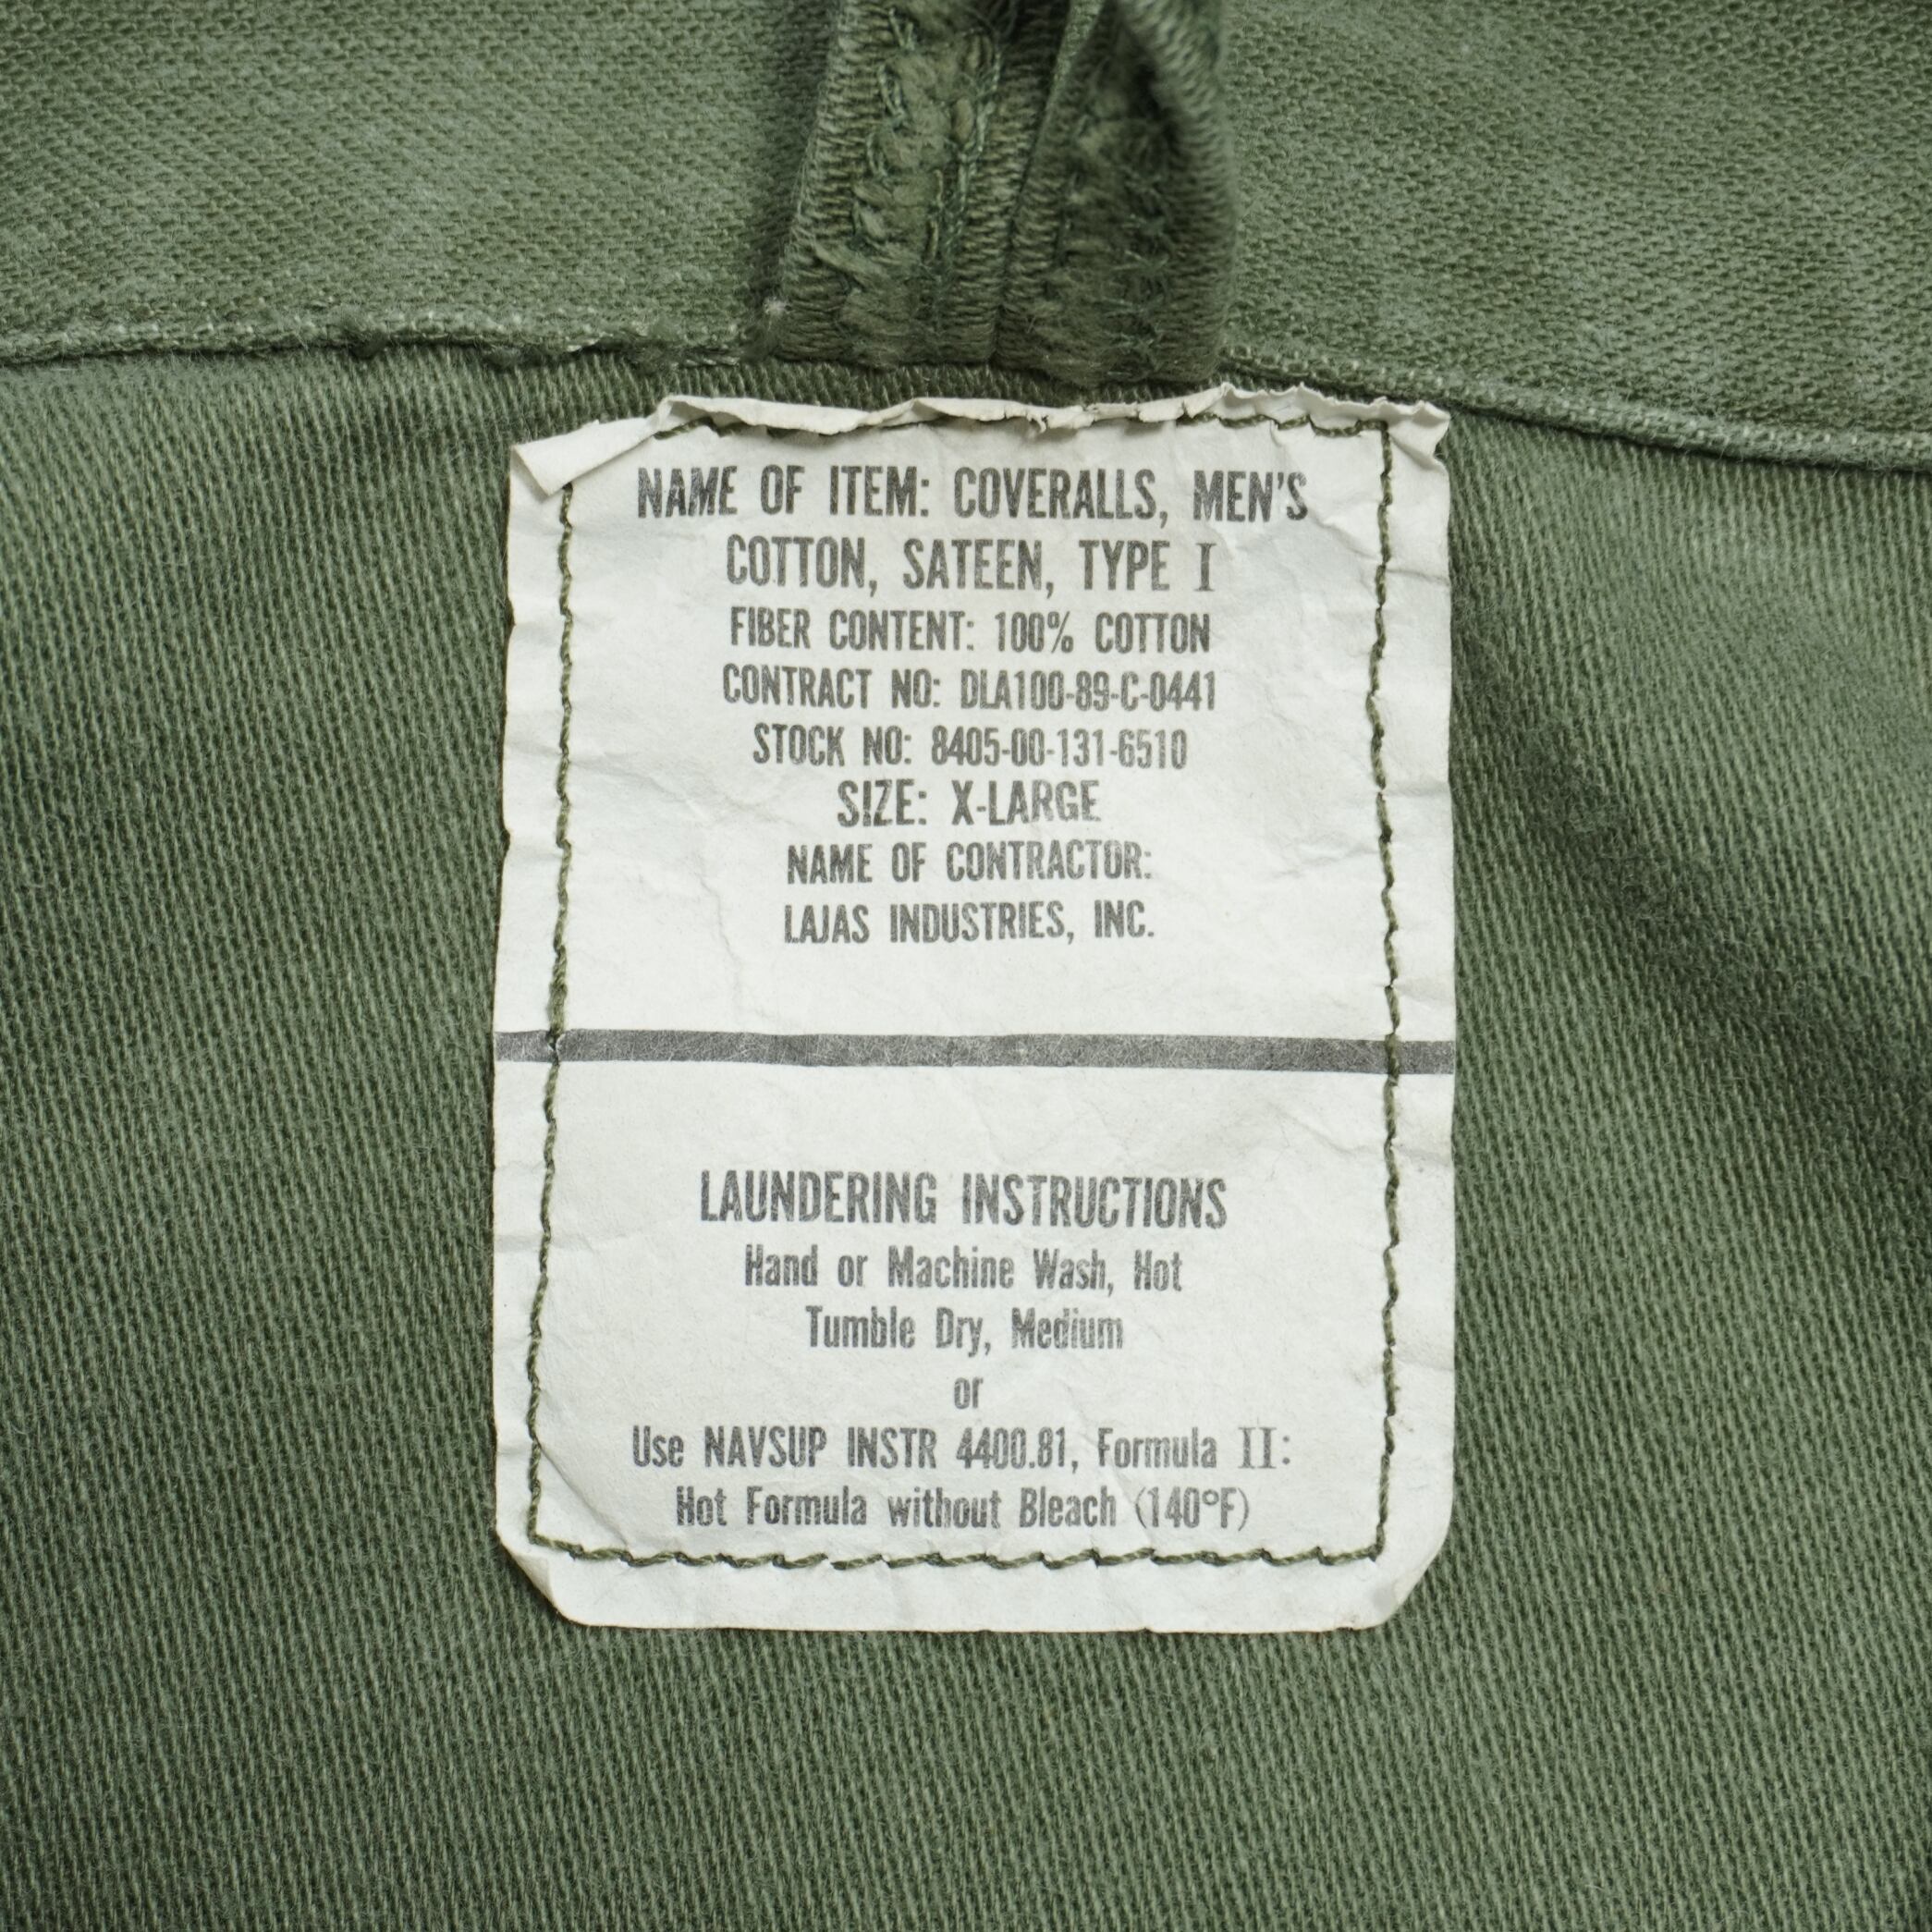 NAME OF ITEM: COVERALLS, MEN'S
COTTON, SATEEN, TYPE I
FIBER CONTENT: 100% COTTON
CONTRACT NO: DLA100-89-C-0441
STOCK NO: 8405-00-131-6510
SIZE: X-LARGE
NAME OF CONTRACTOR:
LAJAS INDUSTRIES, INC.
LAUNDERING INSTRUCTIONS
Hand or Machine Wash, Hot
Tumble Dry, Medium
or
Use NAVSUP INSTR 4400.81, Formula II:
Hot Formula without Bleach (140°F)